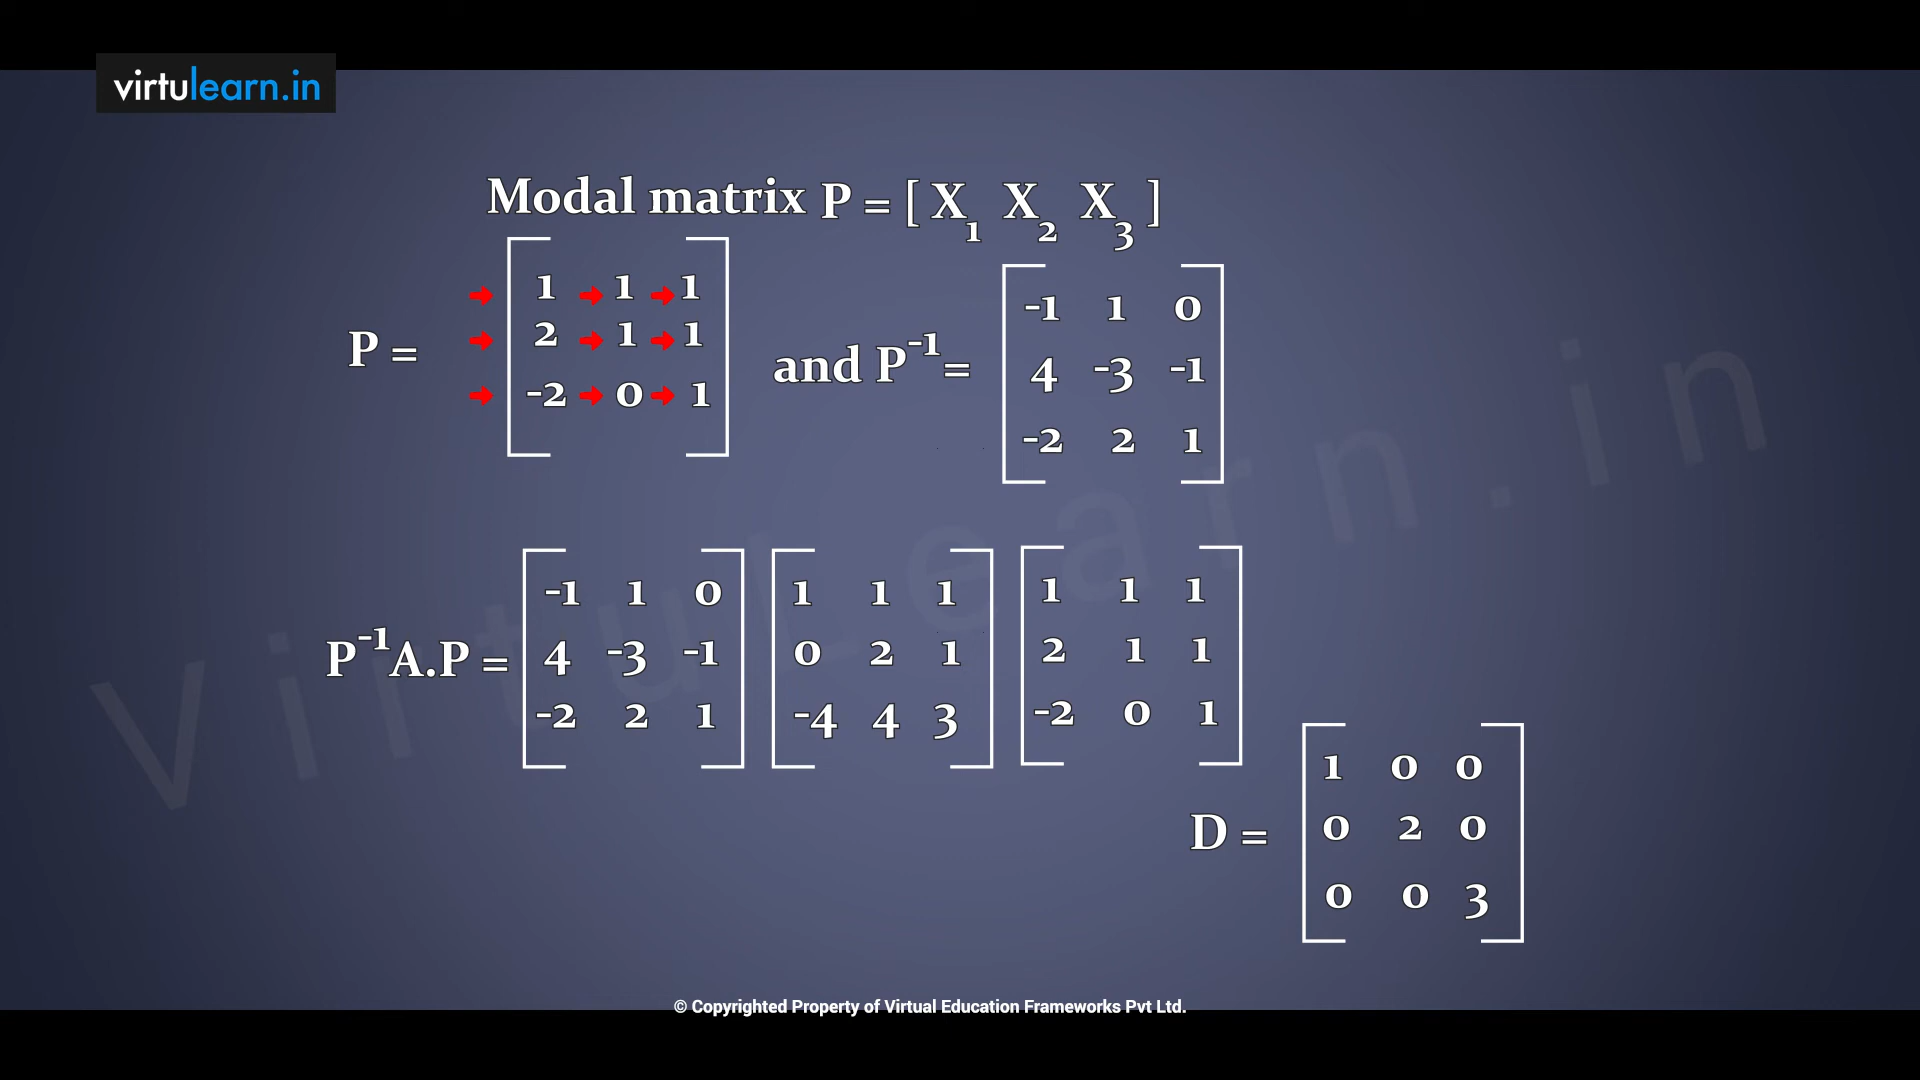 virtulearn.in
Modal matrix P = [ X1 X2 X3 ]
P = 
1 1 1
2 1 1
-2 0 1
and P-1 =
-1 1 0
4 -3 -1
-2 2 1
P-1A.P =
-1 1 0
4 -3 -1
-2 2 1
1 1 1
0 2 1
-4 4 3
1 1 1
2 1 1
-2 0 1
D =
1 0 0
0 2 0
0 0 3
VirtuLearn.in
© Copyrighted Property of Virtual Education Frameworks Pvt Ltd.